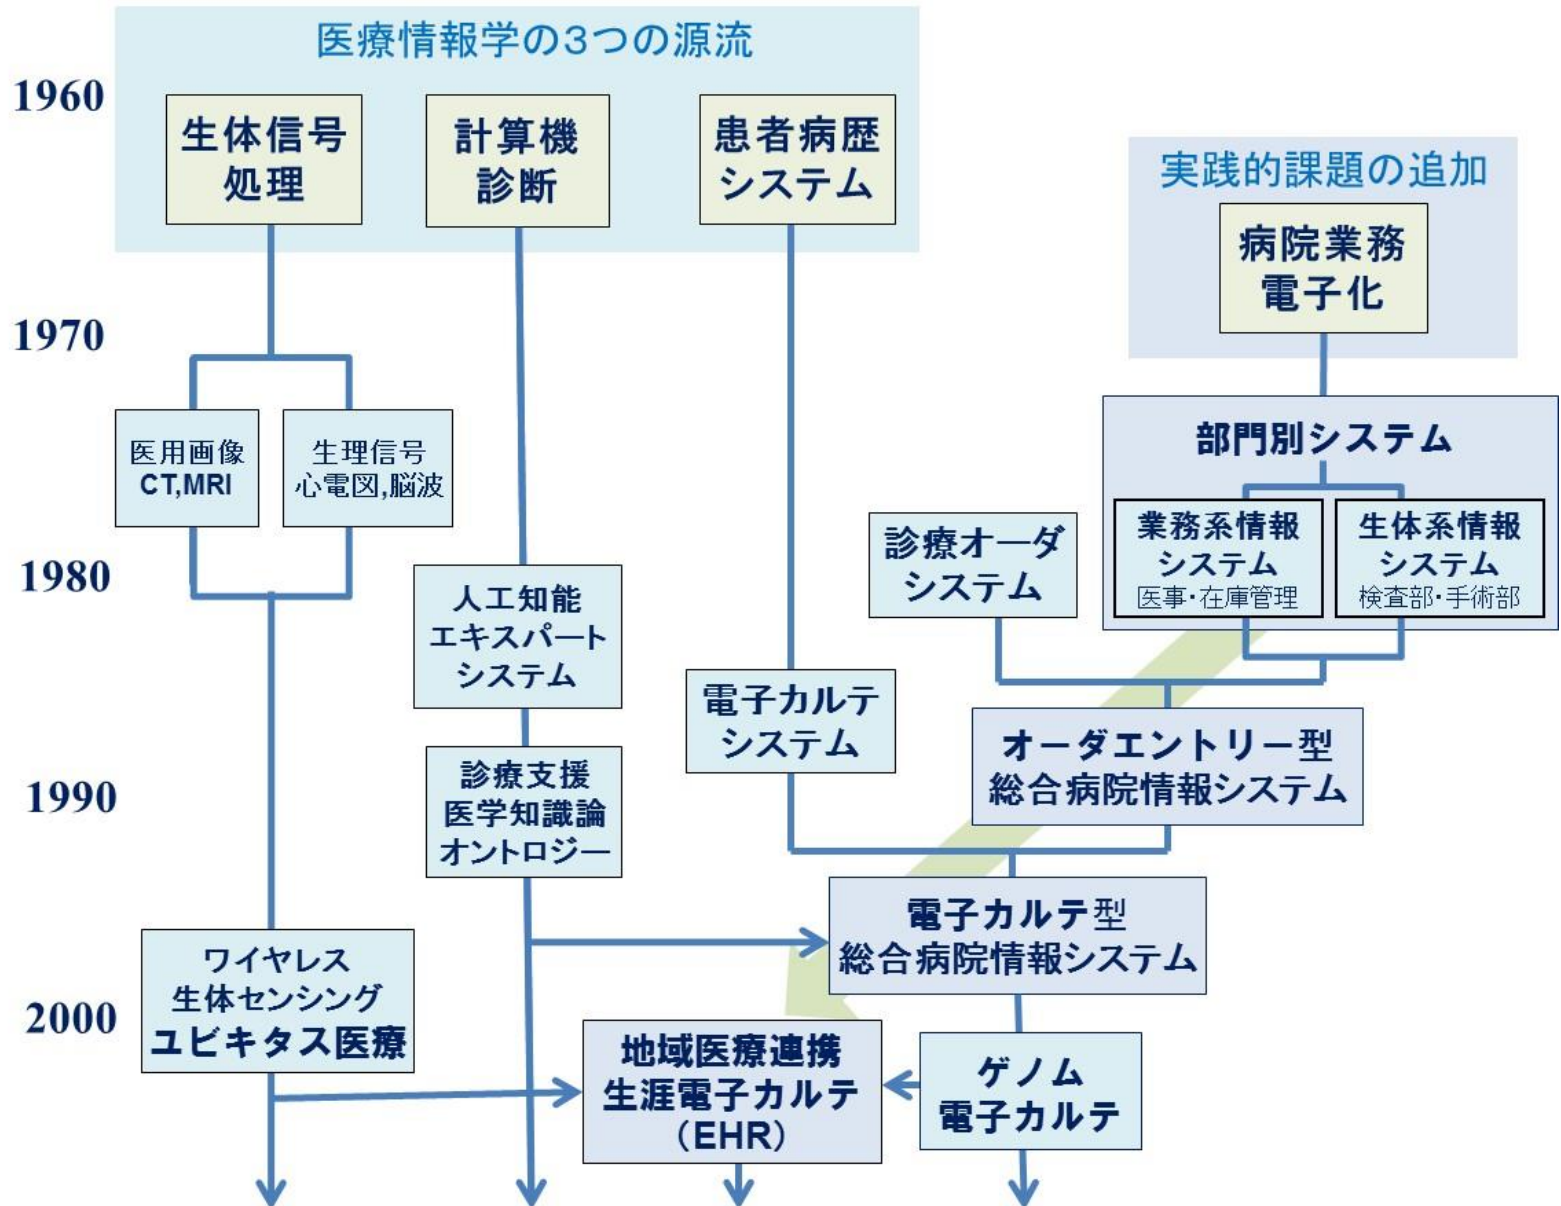 医療情報学の3つの源流
1960
生体信号
処理
計算機
診断
患者病歴
システム
実践的課題の追加
病院業務
電子化
1970
医用画像
CT,MRI
生理信号
心電図,脳波
部門別システム
業務系情報
システム
医事・在庫管理
生体系情報
システム
検査部・手術部
診療オーダ
システム
1980
人工知能
エキスパート
システム
電子カルテ
システム
オーダエントリー型
総合病院情報システム
1990
診療支援
医学知識論
オントロジー
電子カルテ型
総合病院情報システム
ワイヤレス
生体センシング
ユビキタス医療
2000
地域医療連携
生涯電子カルテ
（EHR）
ゲノム
電子カルテ